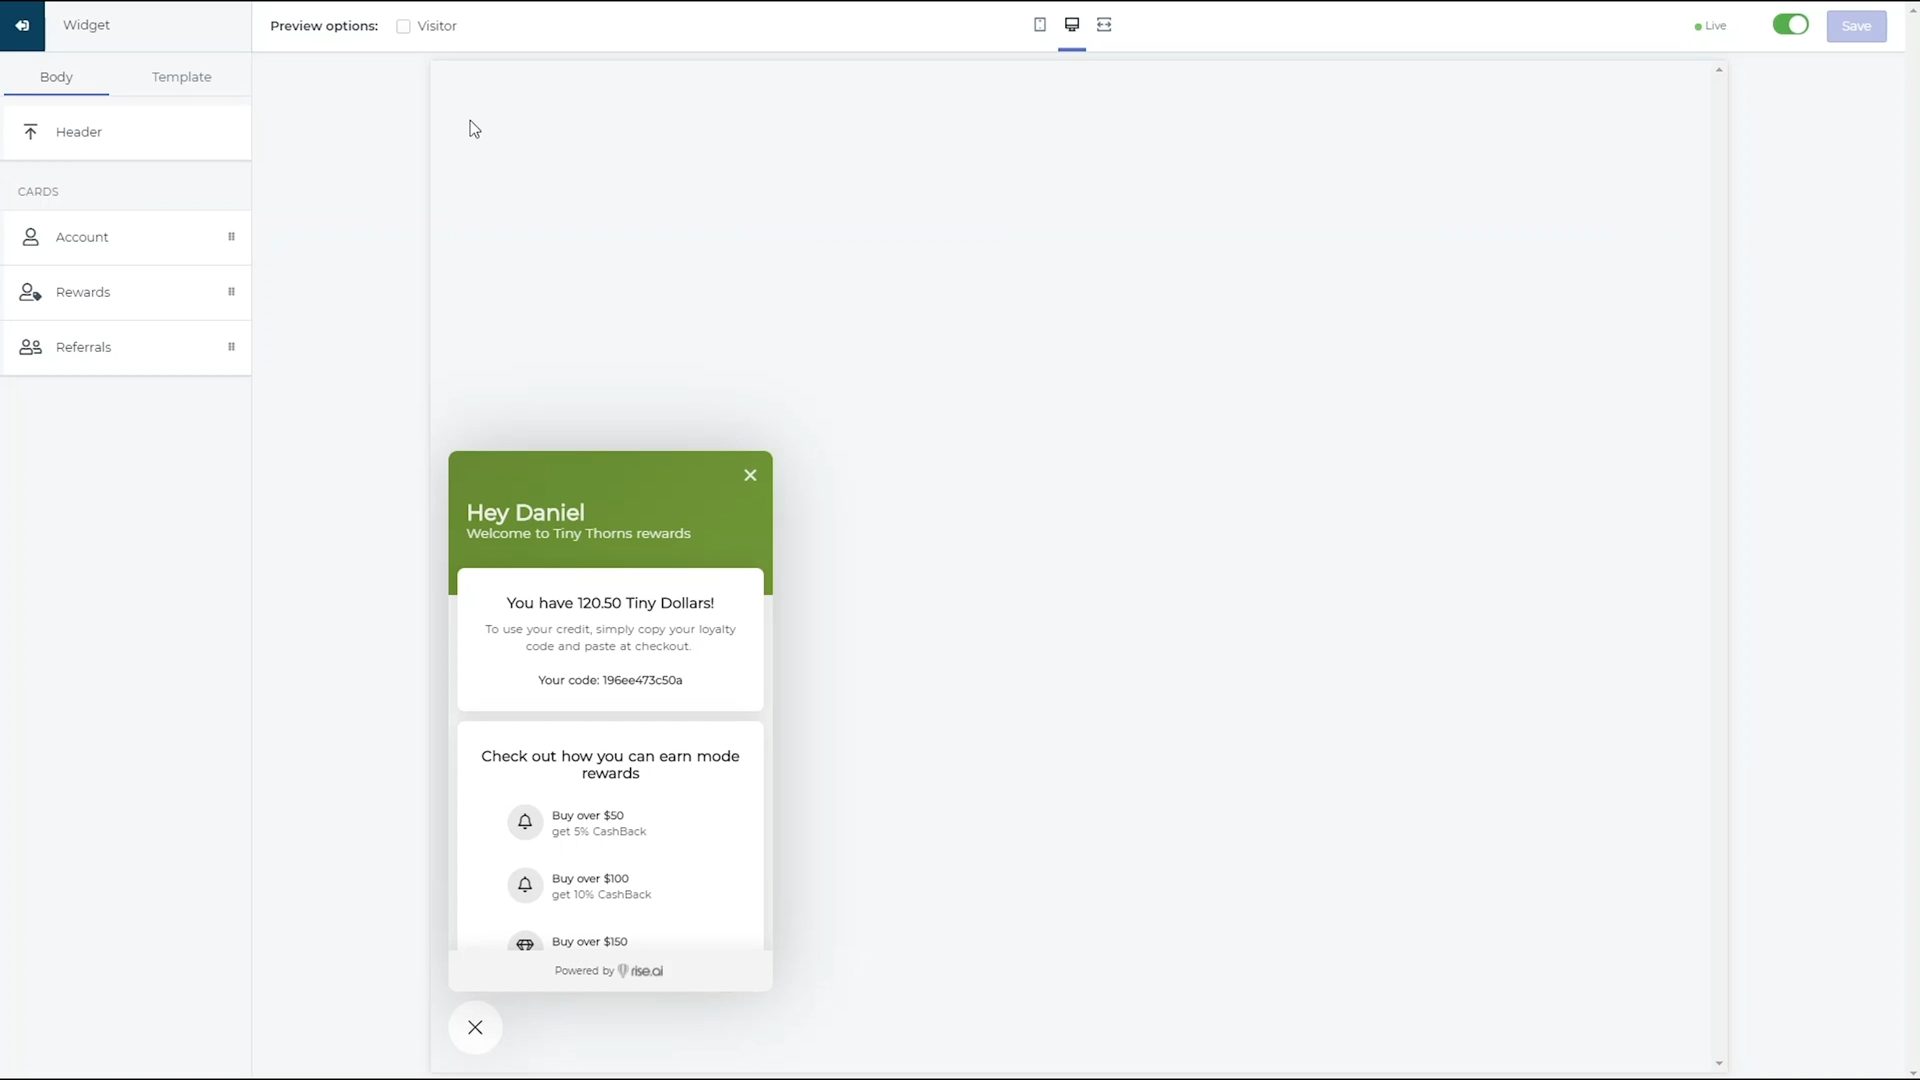 Widget
Preview options: Visitor
Live
Save
Body Template
Header
CARDS
Account
Rewards
Referrals
Hey Daniel
Welcome to Tiny Thorns rewards
You have 120.50 Tiny Dollars!
To use your credit, simply copy your loyalty
code and paste at checkout.
Your code: 196ee473c50a
Check out how you can earn mode
rewards
Buy over $50
get 5% CashBack
Buy over $100
get 10% CashBack
Buy over $150
Powered by rise.ai